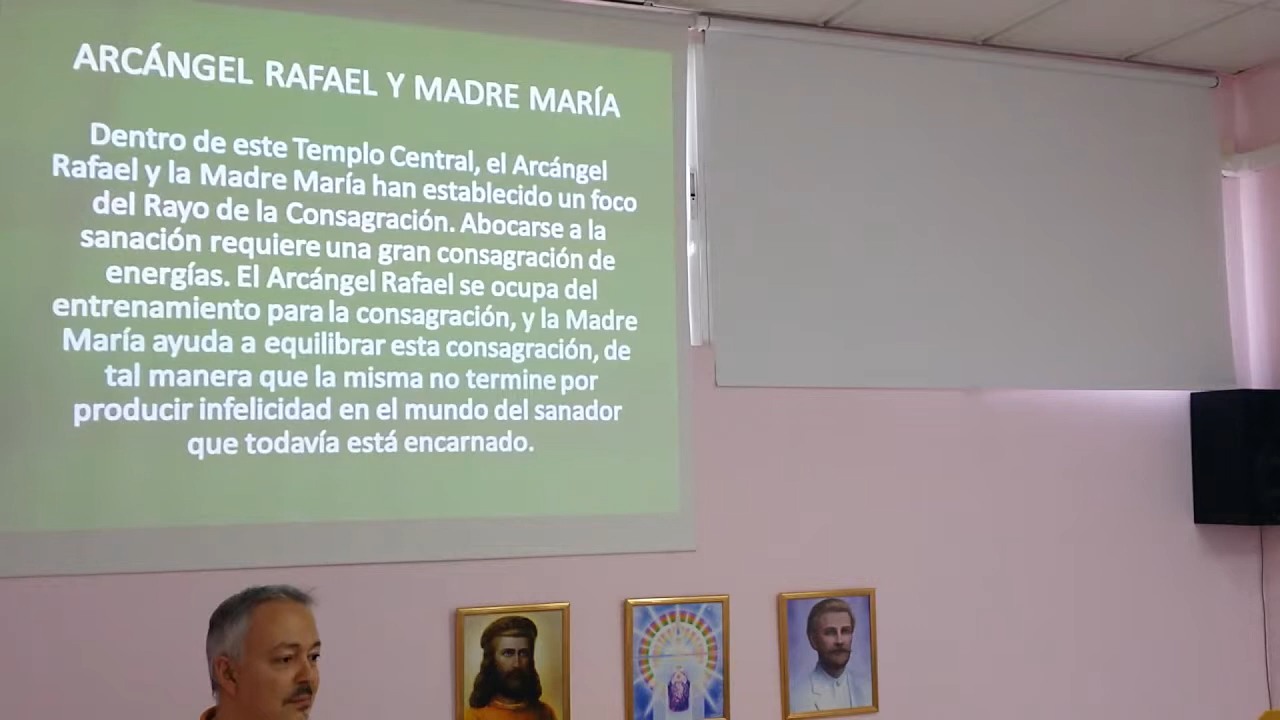 ARCÁNGEL RAFAEL Y MADRE MARÍA
Dentro de este Templo Central, el Arcángel
Rafael y la Madre María han establecido un foco
del Rayo de la Consagración. Abocarse a la
sanación requiere una gran consagración de
energías. El Arcángel Rafael se ocupa del
entrenamiento para la consagración, y la Madre
María ayuda a equilibrar esta consagración, de
tal manera que la misma no termine por
producir infelicidad en el mundo del sanador
que todavía está encarnado.